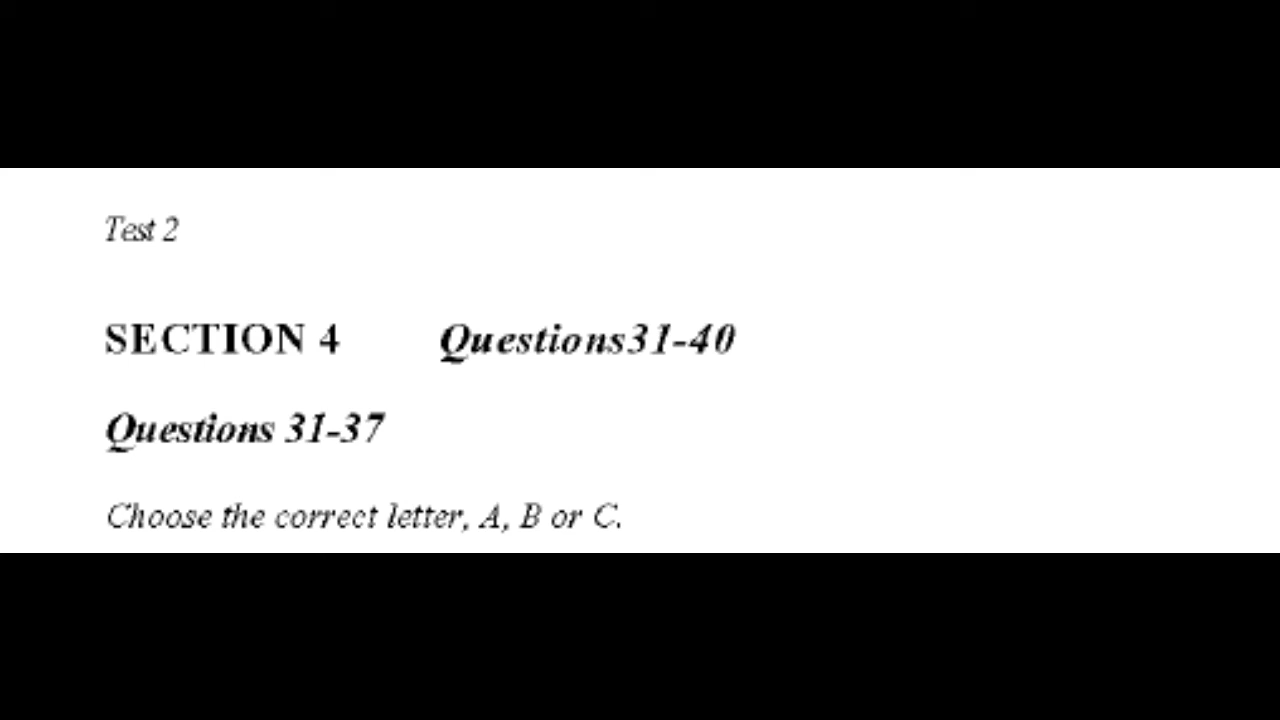 Test 2
SECTION 4 Questions31-40
Questions 31-37
Choose the correct letter, A, B or C.